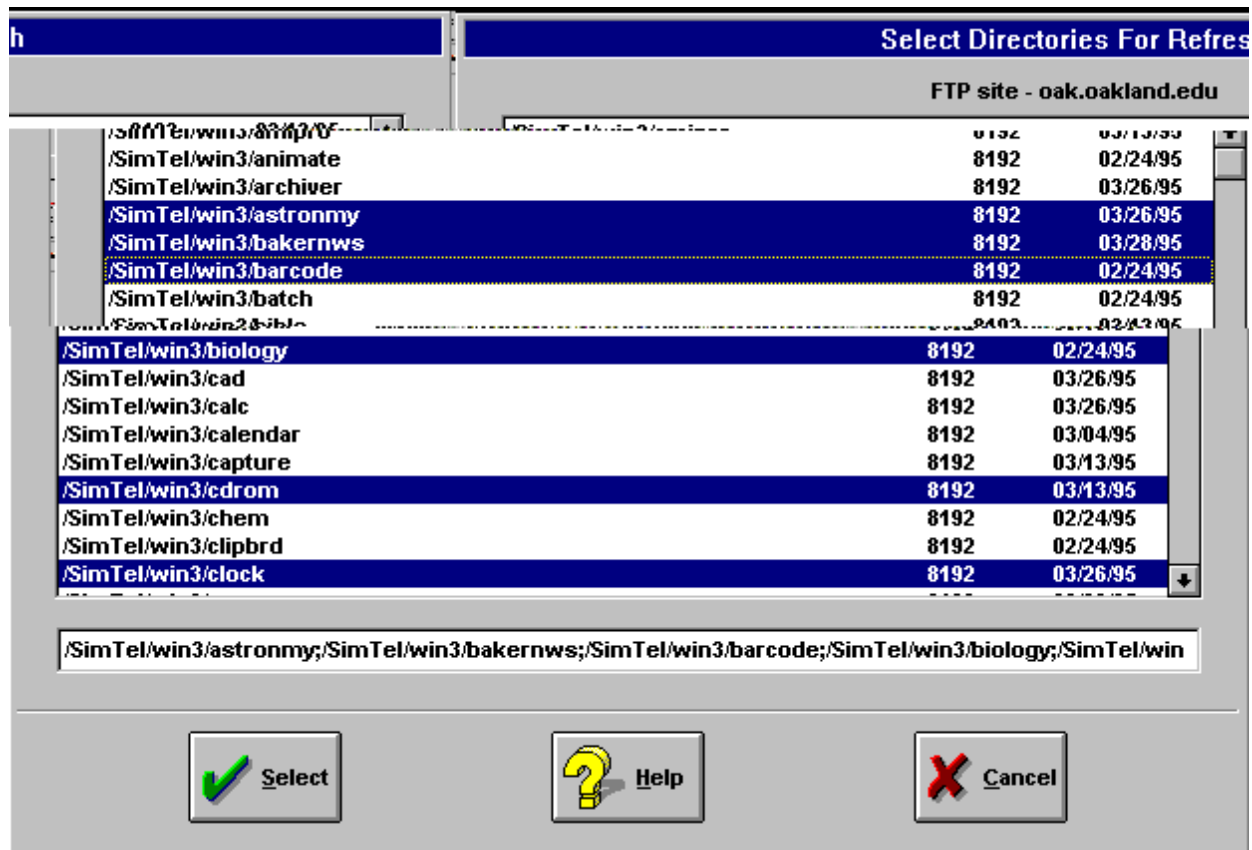 h
Select Directories For Refres
FTP site - oak.oakland.edu
/SimTel/win3/animate 8192 02/24/95
/SimTel/win3/archiver 8192 03/26/95
/SimTel/win3/astronmy 8192 03/26/95
/SimTel/win3/bakernws 8192 03/28/95
/SimTel/win3/barcode 8192 02/24/95
/SimTel/win3/batch 8192 02/24/95
/SimTel/win3/biology 8192 02/24/95
/SimTel/win3/cad 8192 03/26/95
/SimTel/win3/calc 8192 03/26/95
/SimTel/win3/calendar 8192 03/04/95
/SimTel/win3/capture 8192 03/13/95
/SimTel/win3/cdrom 8192 03/13/95
/SimTel/win3/chem 8192 02/24/95
/SimTel/win3/clipbrd 8192 02/24/95
/SimTel/win3/clock 8192 03/26/95
/SimTel/win3/astronmy;/SimTel/win3/bakernws;/SimTel/win3/barcode;/SimTel/win3/biology;/SimTel/win
Select
Help
Cancel